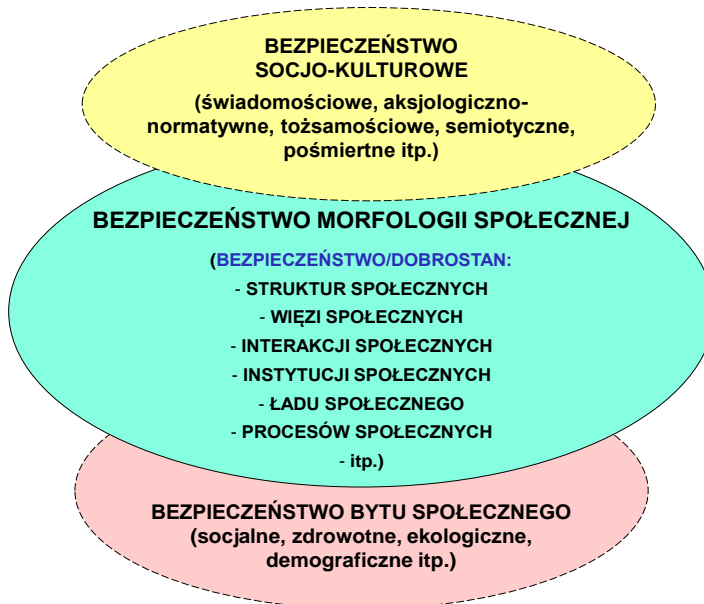 BEZPIECZEŃSTWO
SOCJO-KULTUROWE
(świadomościowe, aksjologiczno-
normatywne, tożsamościowe, semiotyczne,
pośmiertne itp.)
BEZPIECZEŃSTWO MORFOLOGII SPOŁECZNEJ
(BEZPIECZEŃSTWO/DOBROSTAN:
- STRUKTUR SPOŁECZNYCH
- WIĘZI SPOŁECZNYCH
- INTERAKCJI SPOŁECZNYCH
- INSTYTUCJI SPOŁECZNYCH
- ŁADU SPOŁECZNEGO
- PROCESÓW SPOŁECZNYCH
- itp.)
BEZPIECZEŃSTWO BYTU SPOŁECZNEGO
(socjalne, zdrowotne, ekologiczne,
demograficzne itp.)